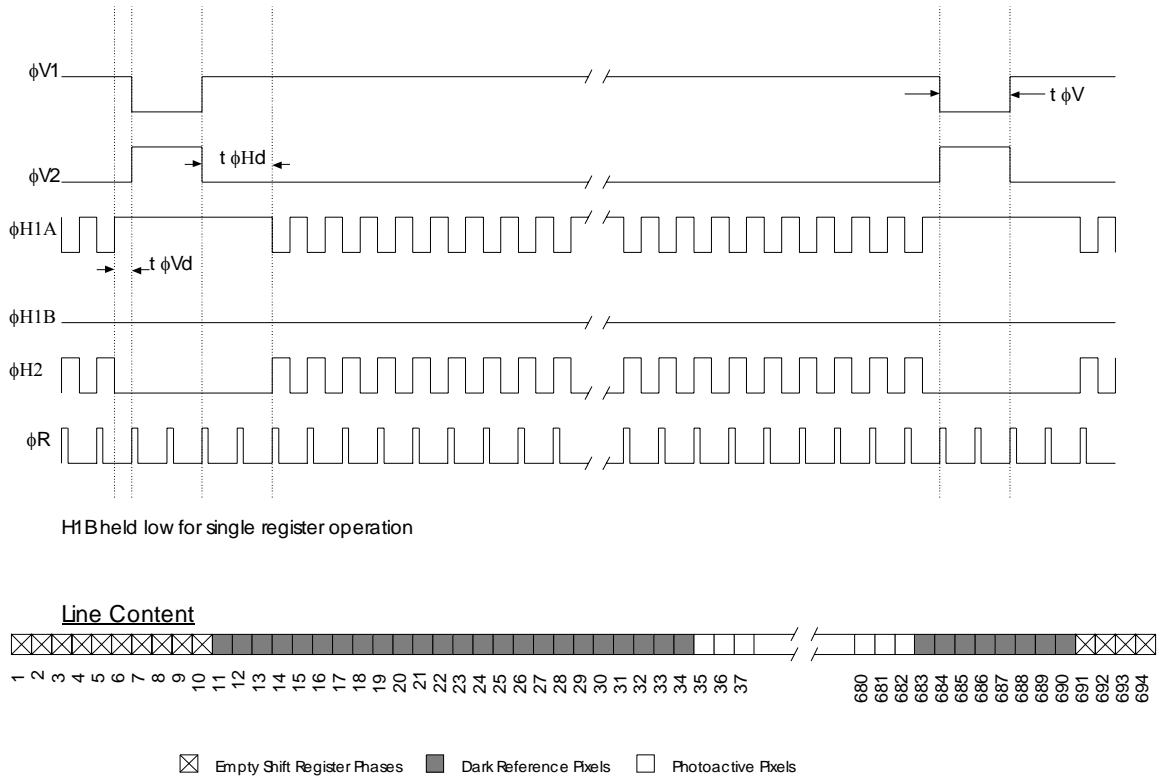 ϕV1
t ϕV
t ϕHd
ϕV2
ϕH1A
t ϕVd
ϕH1B
ϕH2
ϕR
H1B held low for single register operation
Line Content
1 2 3 4 5 6 7 8 9 10 11 12 13 14 15 16 17 18 19 20 21 22 23 24 25 26 27 28 29 30 31 32 33 34 35 36 37 680 681 682 683 684 685 686 687 688 689 690 691 692 693 694
Empty Shift Register Phases Dark Reference Pixels Photoactive Pixels